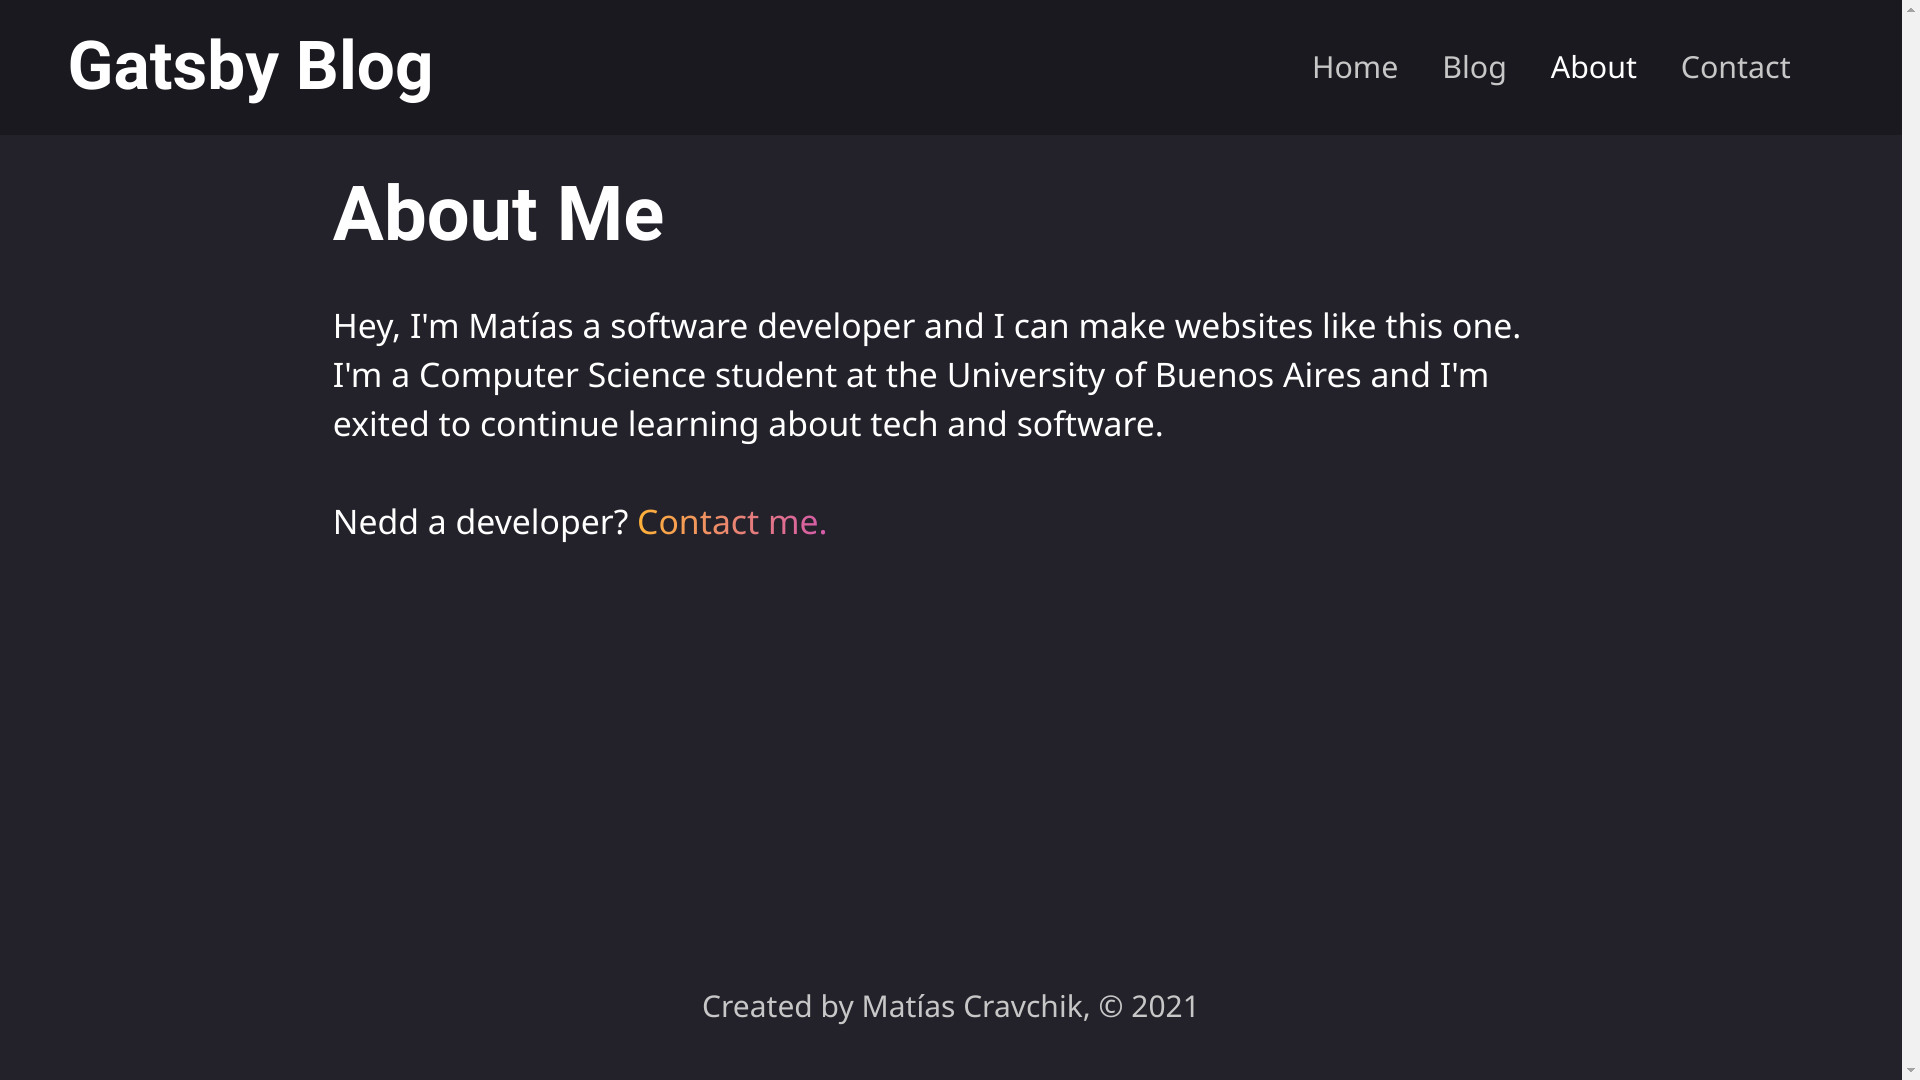 Gatsby Blog
Home Blog About Contact
About Me
Hey, I'm Matías a software developer and I can make websites like this one.
I'm a Computer Science student at the University of Buenos Aires and I'm
exited to continue learning about tech and software.
Nedd a developer? Contact me.
Created by Matías Cravchik, © 2021